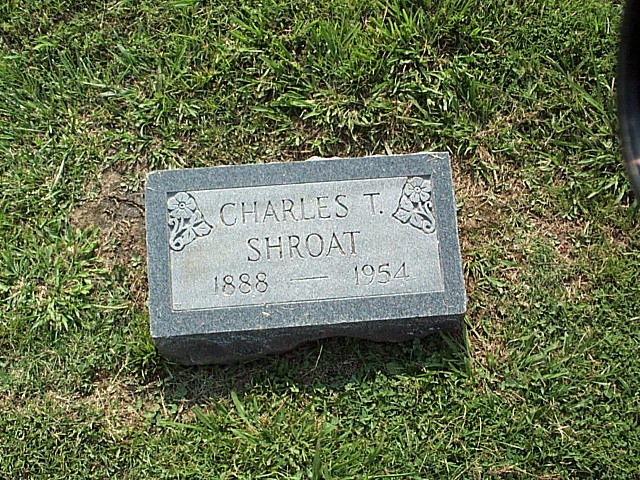 CHARLES T.
SHROAT
1888 — 1954